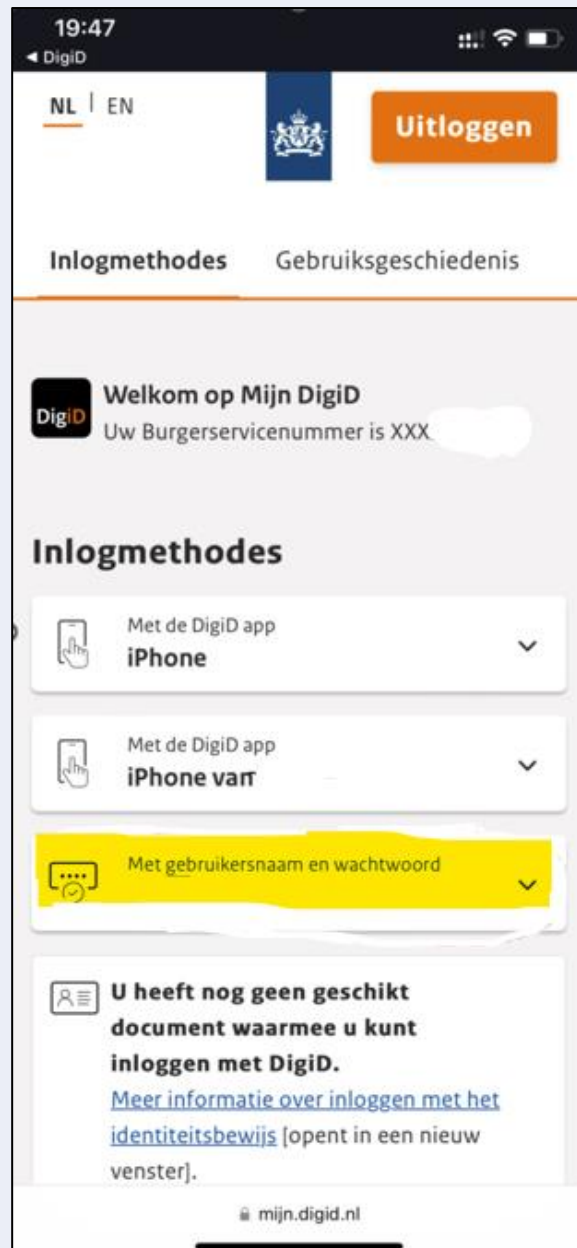 19:47
◀ DigiD
NL | EN
Uitloggen
Inlogmethodes Gebruiksgeschiedenis
DigiD
Welkom op Mijn DigiD
Uw Burgerservicenummer is XXX
Inlogmethodes
Met de DigiD app
iPhone
Met de DigiD app
iPhone van
Met gebruikersnaam en wachtwoord
U heeft nog geen geschikt
document waarmee u kunt
inloggen met DigiD.
Meer informatie over inloggen met het
identiteitsbewijs [opent in een nieuw
venster].
mijn.digid.nl